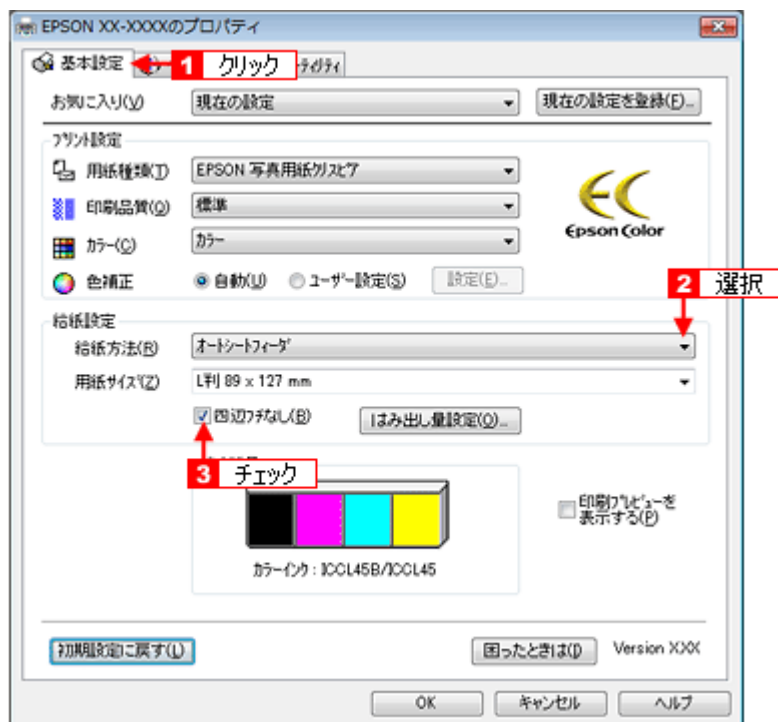 EPSON XX-XXXXのプロパティ
基本設定
1 クリック
ーティリティ
お気に入り(V) 現在の設定 現在の設定を登録(F)...
プリント設定
用紙種類(T) EPSON 写真用紙クリスピア
印刷品質(Q) 標準
カラー(C) カラー
Epson Color
色補正 自動(U) ユーザー設定(S) 設定(E)...
2 選択
給紙設定
給紙方法(R) オートシートフィーダ
用紙サイズ(Z) L判 89 x 127 mm
四辺フチなし(B) はみ出し量設定(O)...
3 チェック
印刷プレビューを
表示する(P)
カラーインク : ICCL45B/ICCL45
初期設定に戻す(L) 困ったときは(I) Version X.XX
OK キャンセル ヘルプ